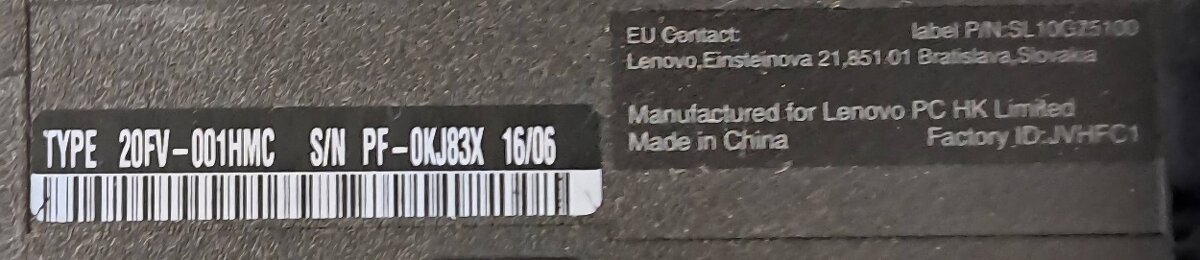 TYPE 20FV-001HMC S/N PF-0KJ83X 16/06
EU Contact: label P/N:SL10G75100
Lenovo,Einsteinova 21,851 01 Bratislava,Slovakia
Manufactured for Lenovo PC HK Limited
Made in China Factory ID:JVHFC1